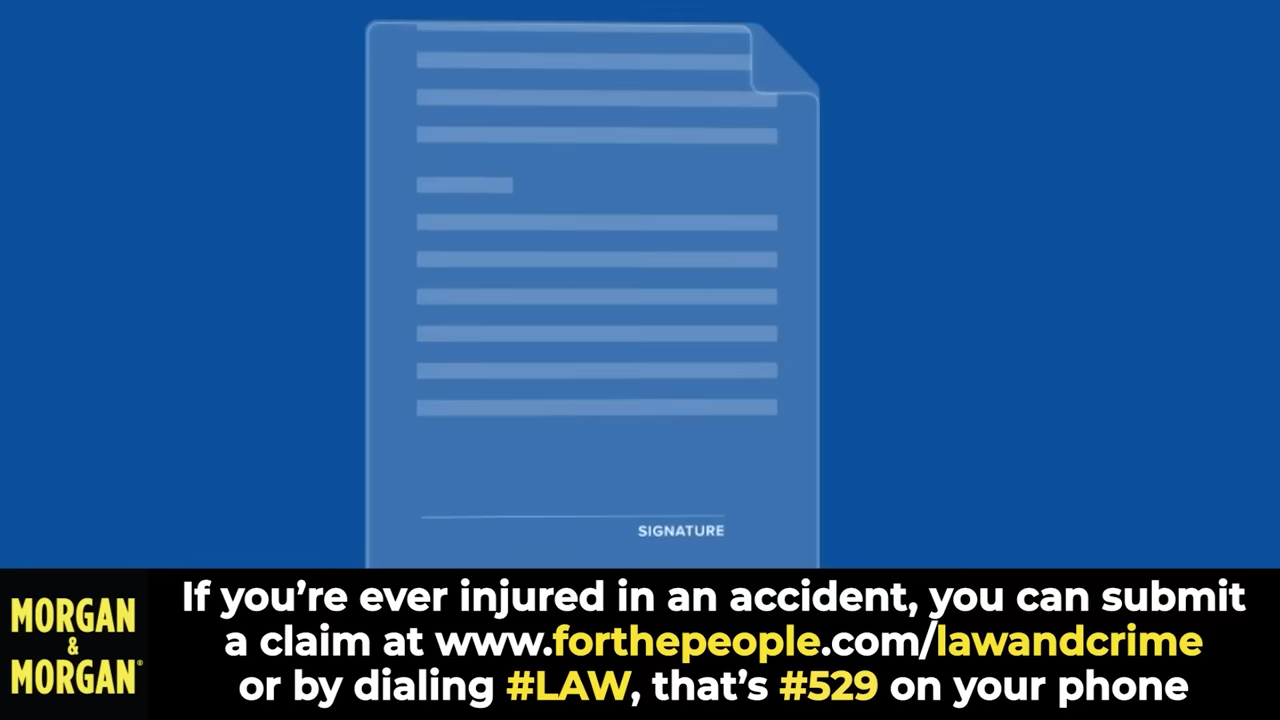 SIGNATURE
MORGAN
&
MORGAN®
If you're ever injured in an accident, you can submit
a claim at www.forthepeople.com/lawandcrime
or by dialing #LAW, that's #529 on your phone